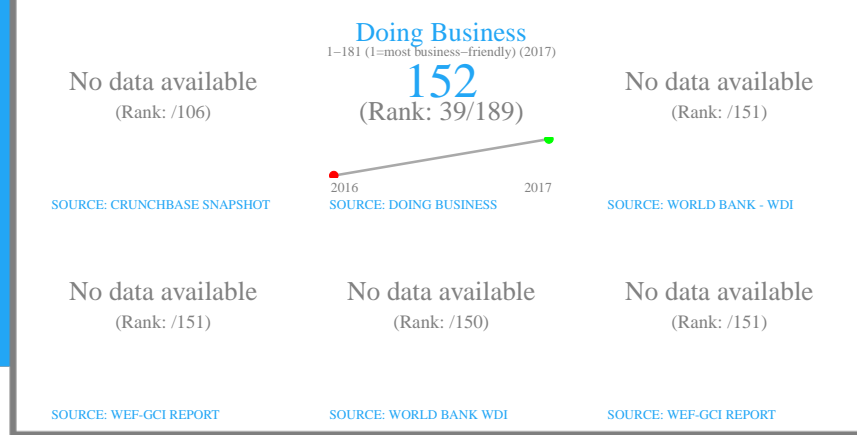 Doing Business
1−181 (1=most business−friendly) (2017)
No data available
(Rank: /106)
152
(Rank: 39/189)
No data available
(Rank: /151)
2016
2017
SOURCE: CRUNCHBASE SNAPSHOT
SOURCE: DOING BUSINESS
SOURCE: WORLD BANK - WDI
No data available
(Rank: /151)
No data available
(Rank: /150)
No data available
(Rank: /151)
SOURCE: WEF-GCI REPORT
SOURCE: WORLD BANK WDI
SOURCE: WEF-GCI REPORT